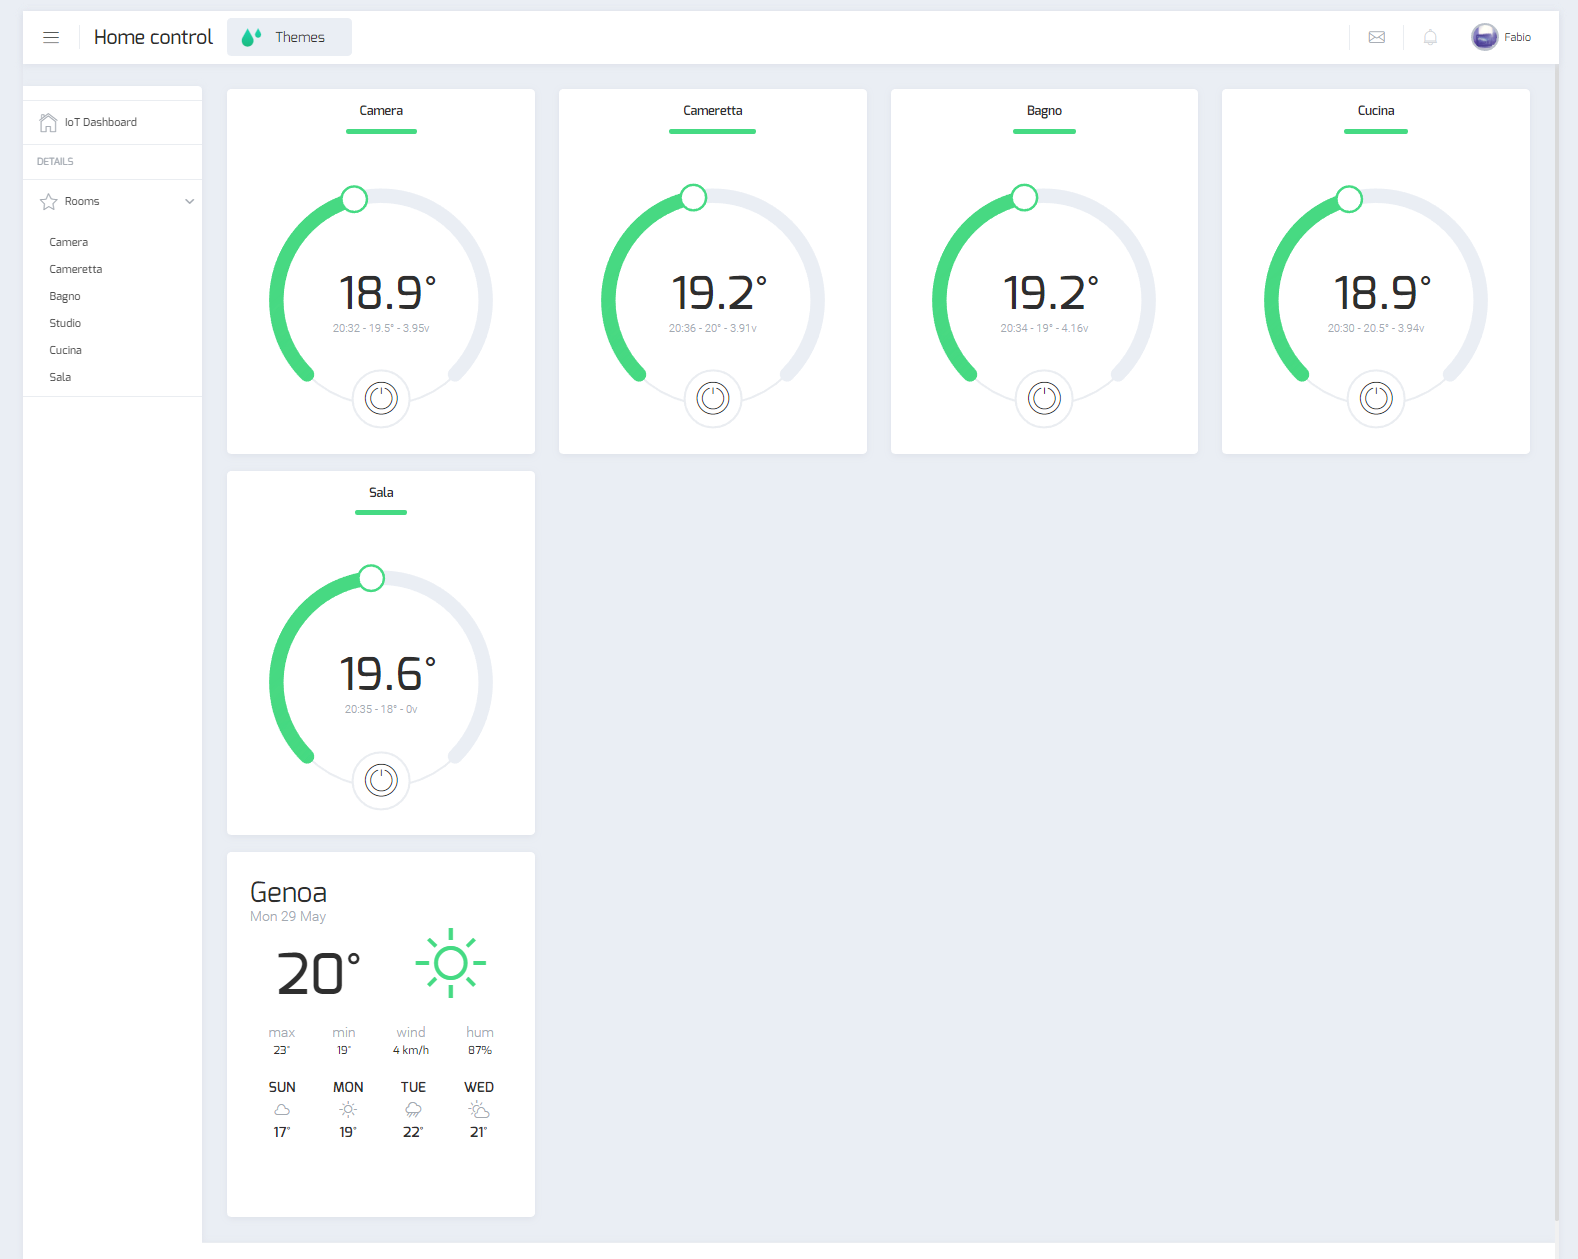 Home control
Themes
Fabio
IoT Dashboard
DETAILS
Rooms
Camera
Cameretta
Bagno
Studio
Cucina
Sala
Camera
18.9°
20:32 - 19.5° - 3.95v
Cameretta
19.2°
20:36 - 20° - 3.91v
Bagno
19.2°
20:34 - 19° - 4.16v
Cucina
18.9°
20:30 - 20.5° - 3.94v
Sala
19.6°
20:35 - 18° - 0v
Genoa
Mon 29 May
20°
max min wind hum
23° 19° 4 km/h 87%
SUN MON TUE WED
17° 19° 22° 21°